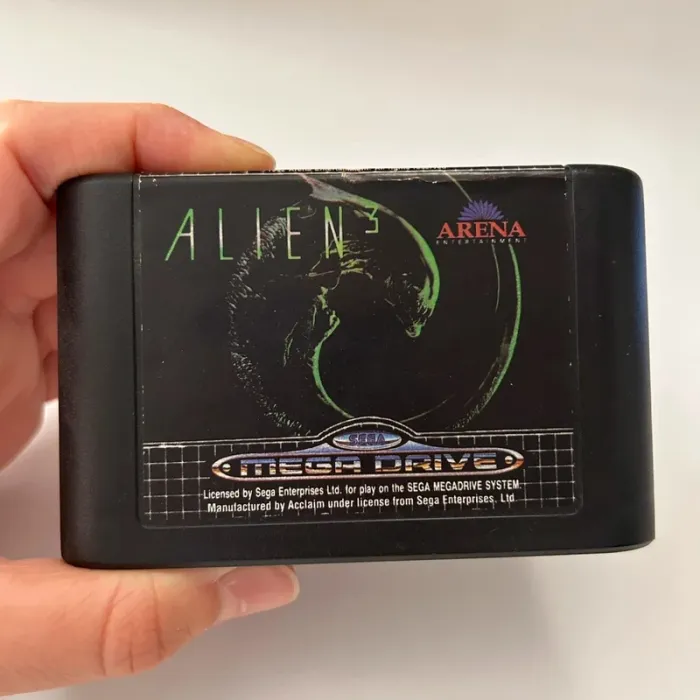 ALIEN³
ARENA
ENTERTAINMENT
SEGA
MEGA DRIVE
Licensed by Sega Enterprises Ltd. for play on the SEGA MEGADRIVE SYSTEM.
Manufactured by Acclaim under license from Sega Enterprises, Ltd